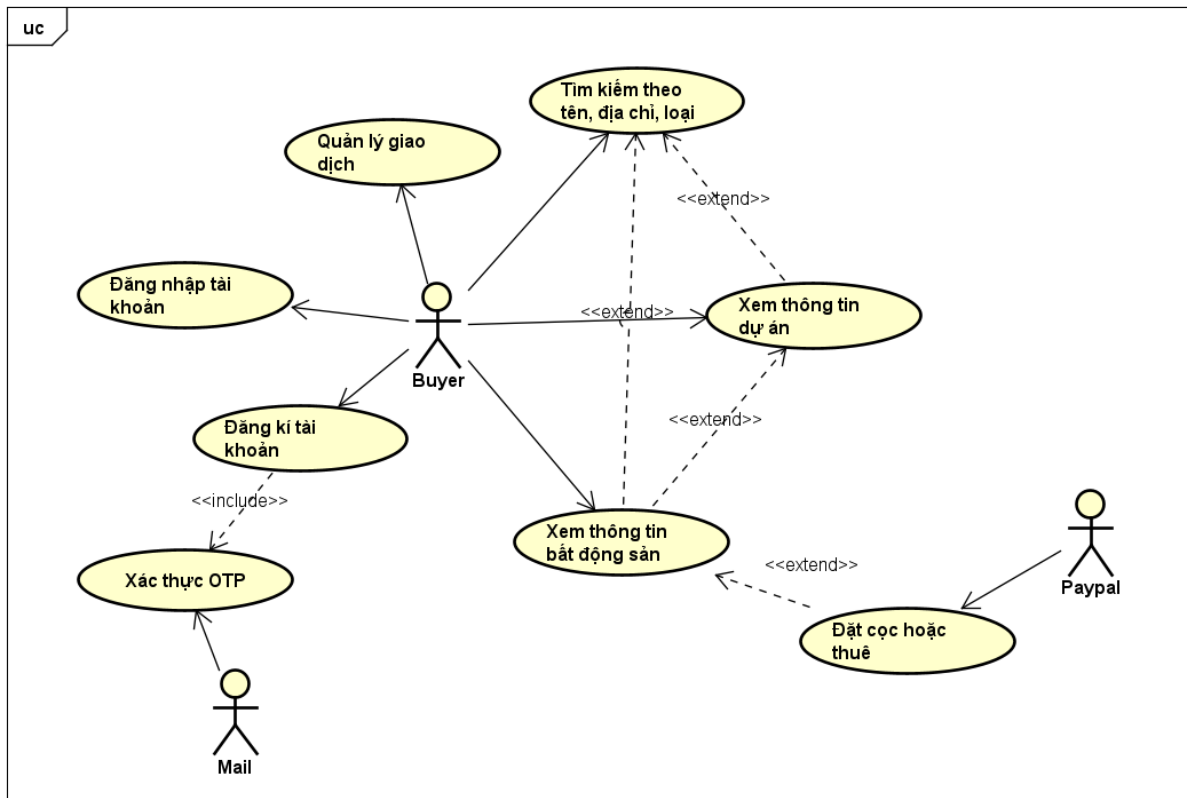 uc
Tìm kiếm theo
tên, địa chỉ, loại
Quản lý giao
dịch
<<extend>>
Đăng nhập tài
khoản
Xem thông tin
dự án
<<extend>>
Buyer
Đăng kí tài
khoản
<<extend>>
<<include>>
Xem thông tin
bất động sản
Xác thực OTP
<<extend>>
Paypal
Đặt cọc hoặc
thuê
Mail